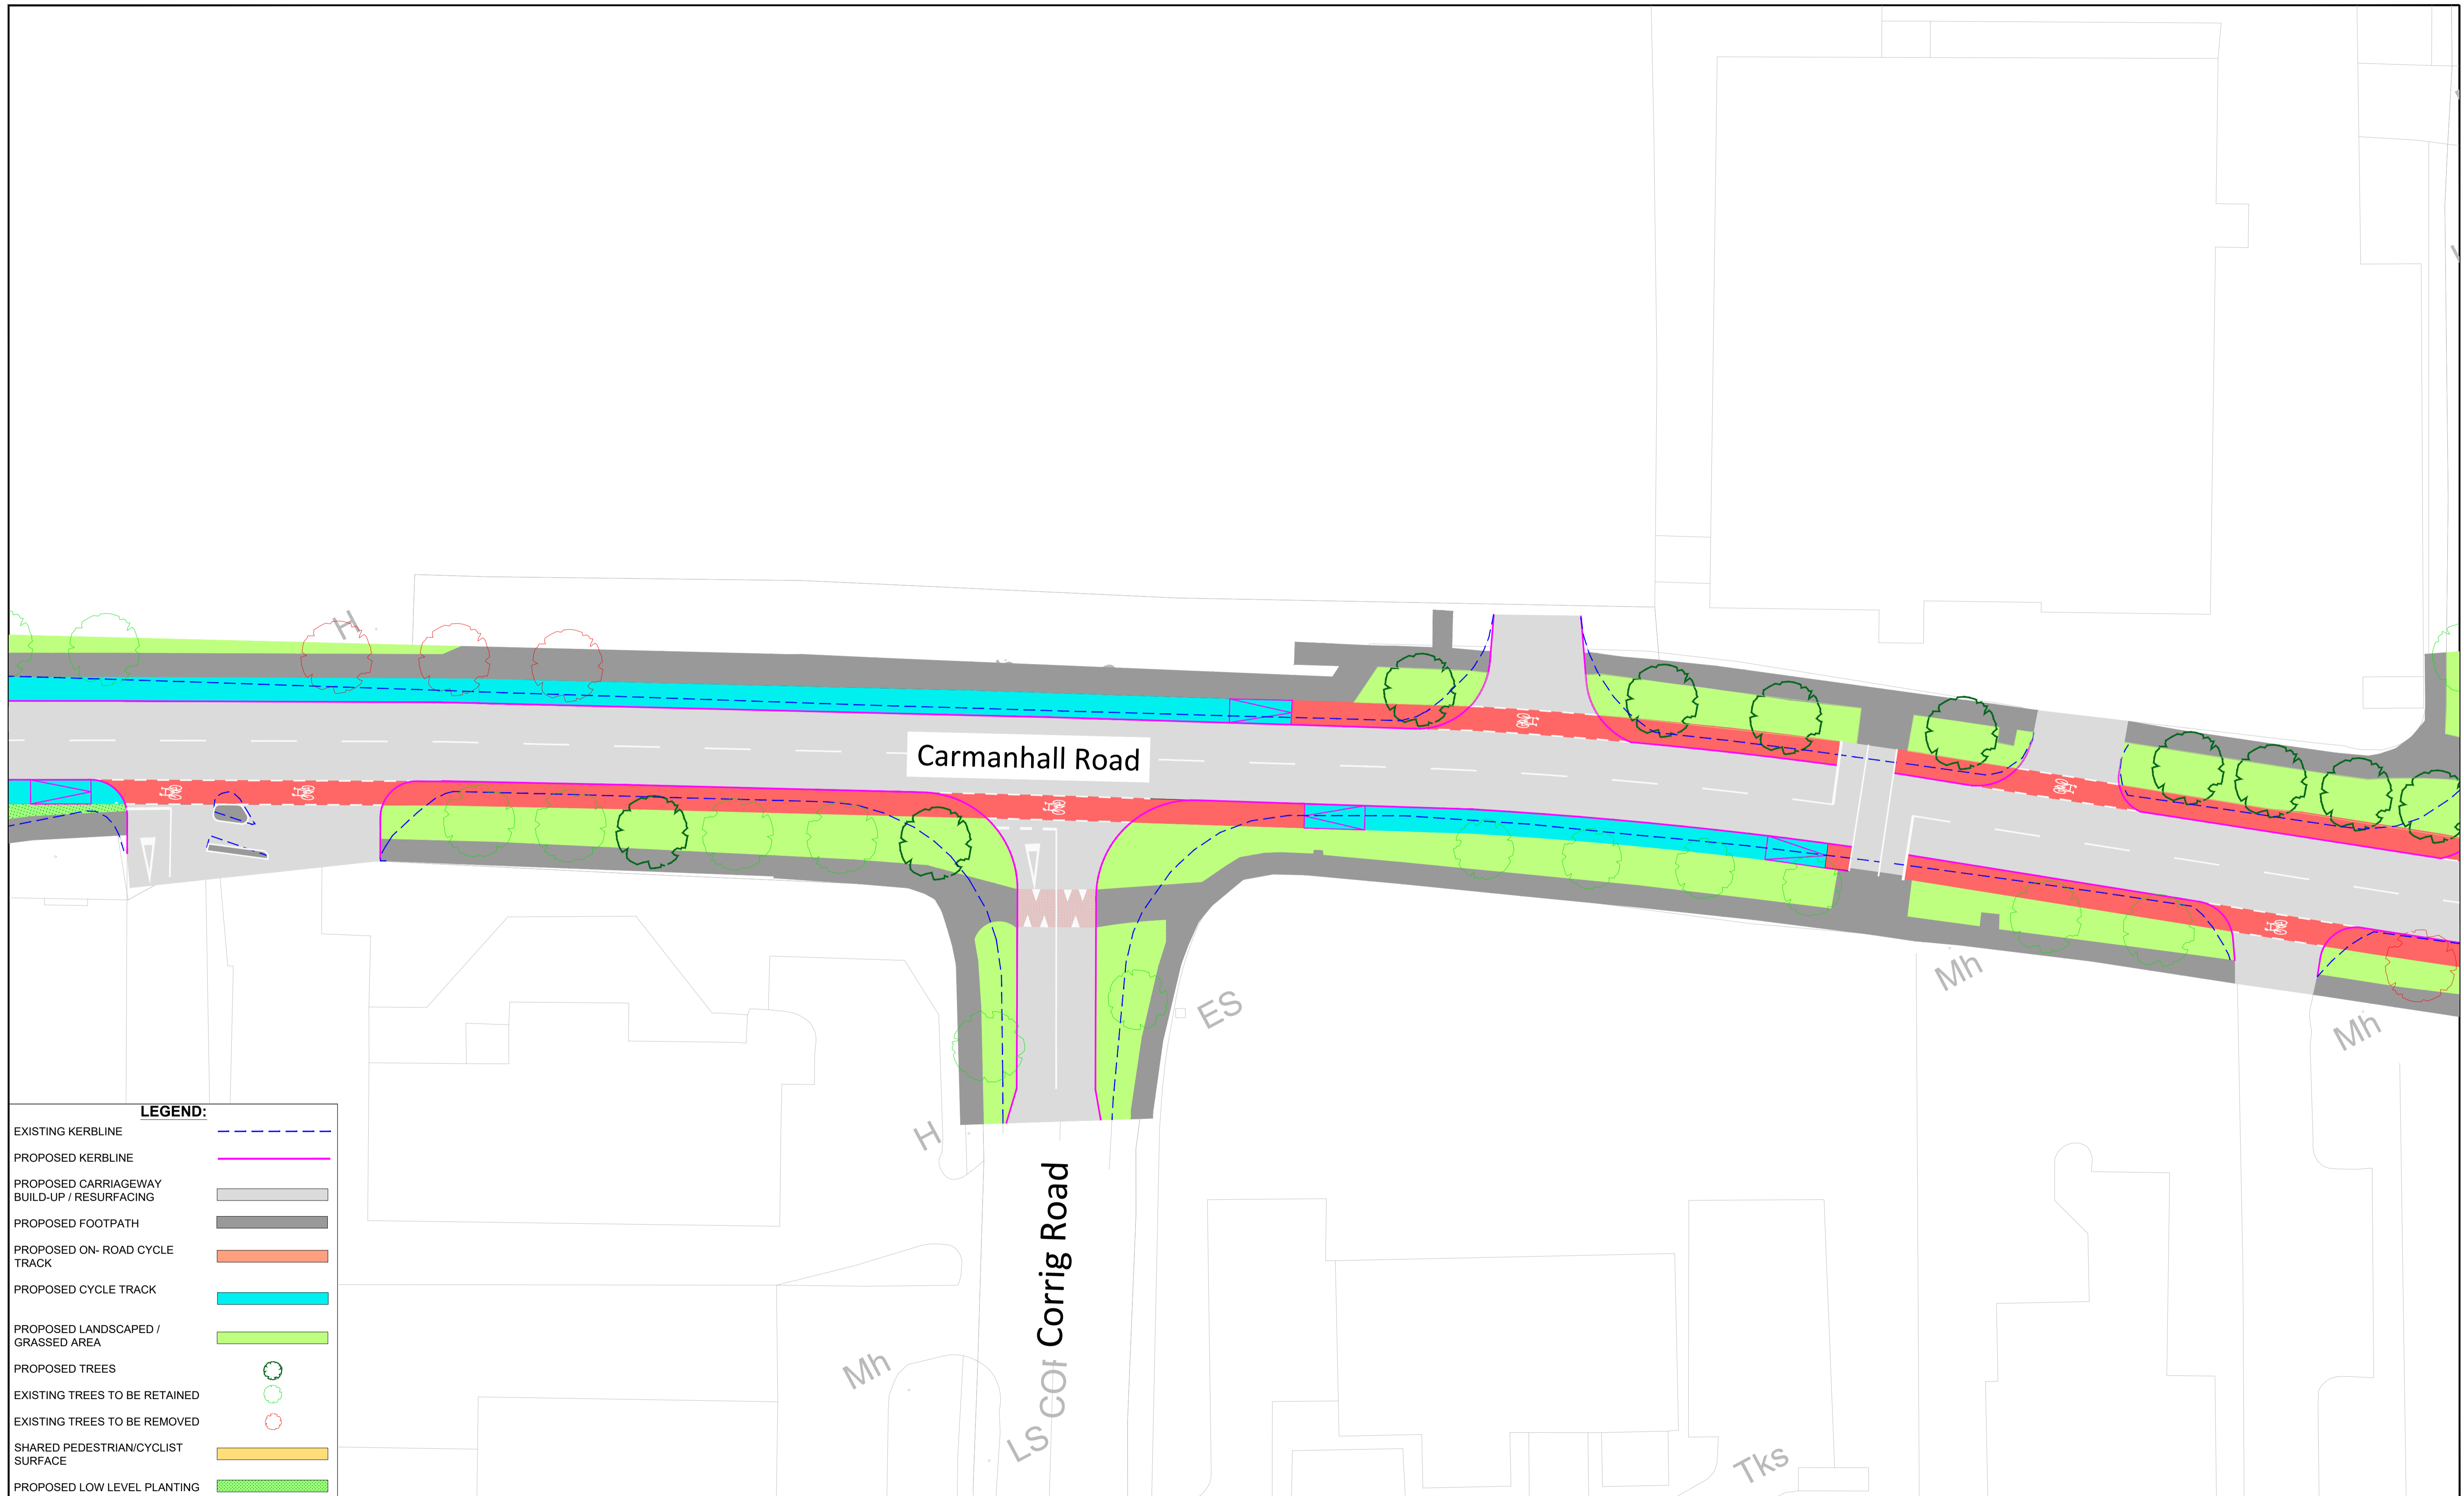 H
Carmanhall Road
ES
Mh
Mh
H
Corrig Road
COI
Mh
LS
Tks
LEGEND:
EXISTING KERBLINE
PROPOSED KERBLINE
PROPOSED CARRIAGEWAY
BUILD-UP / RESURFACING
PROPOSED FOOTPATH
PROPOSED ON- ROAD CYCLE
TRACK
PROPOSED CYCLE TRACK
PROPOSED LANDSCAPED /
GRASSED AREA
PROPOSED TREES
EXISTING TREES TO BE RETAINED
EXISTING TREES TO BE REMOVED
SHARED PEDESTRIAN/CYCLIST
SURFACE
PROPOSED LOW LEVEL PLANTING